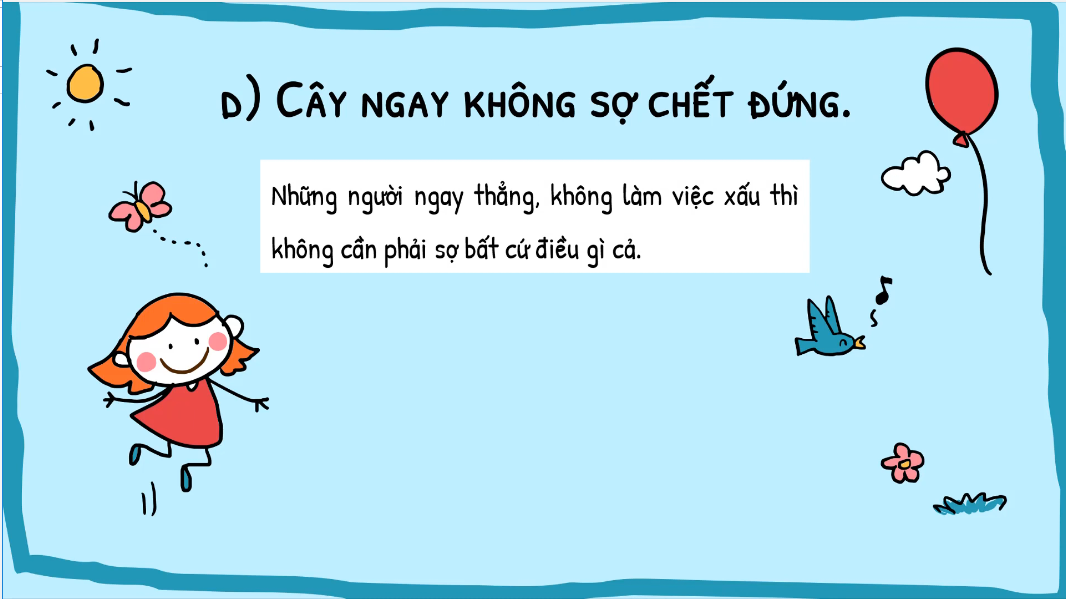 d) Cây ngay không sợ chết đứng.
Những người ngay thẳng, không làm việc xấu thì
không cần phải sợ bất cứ điều gì cả.